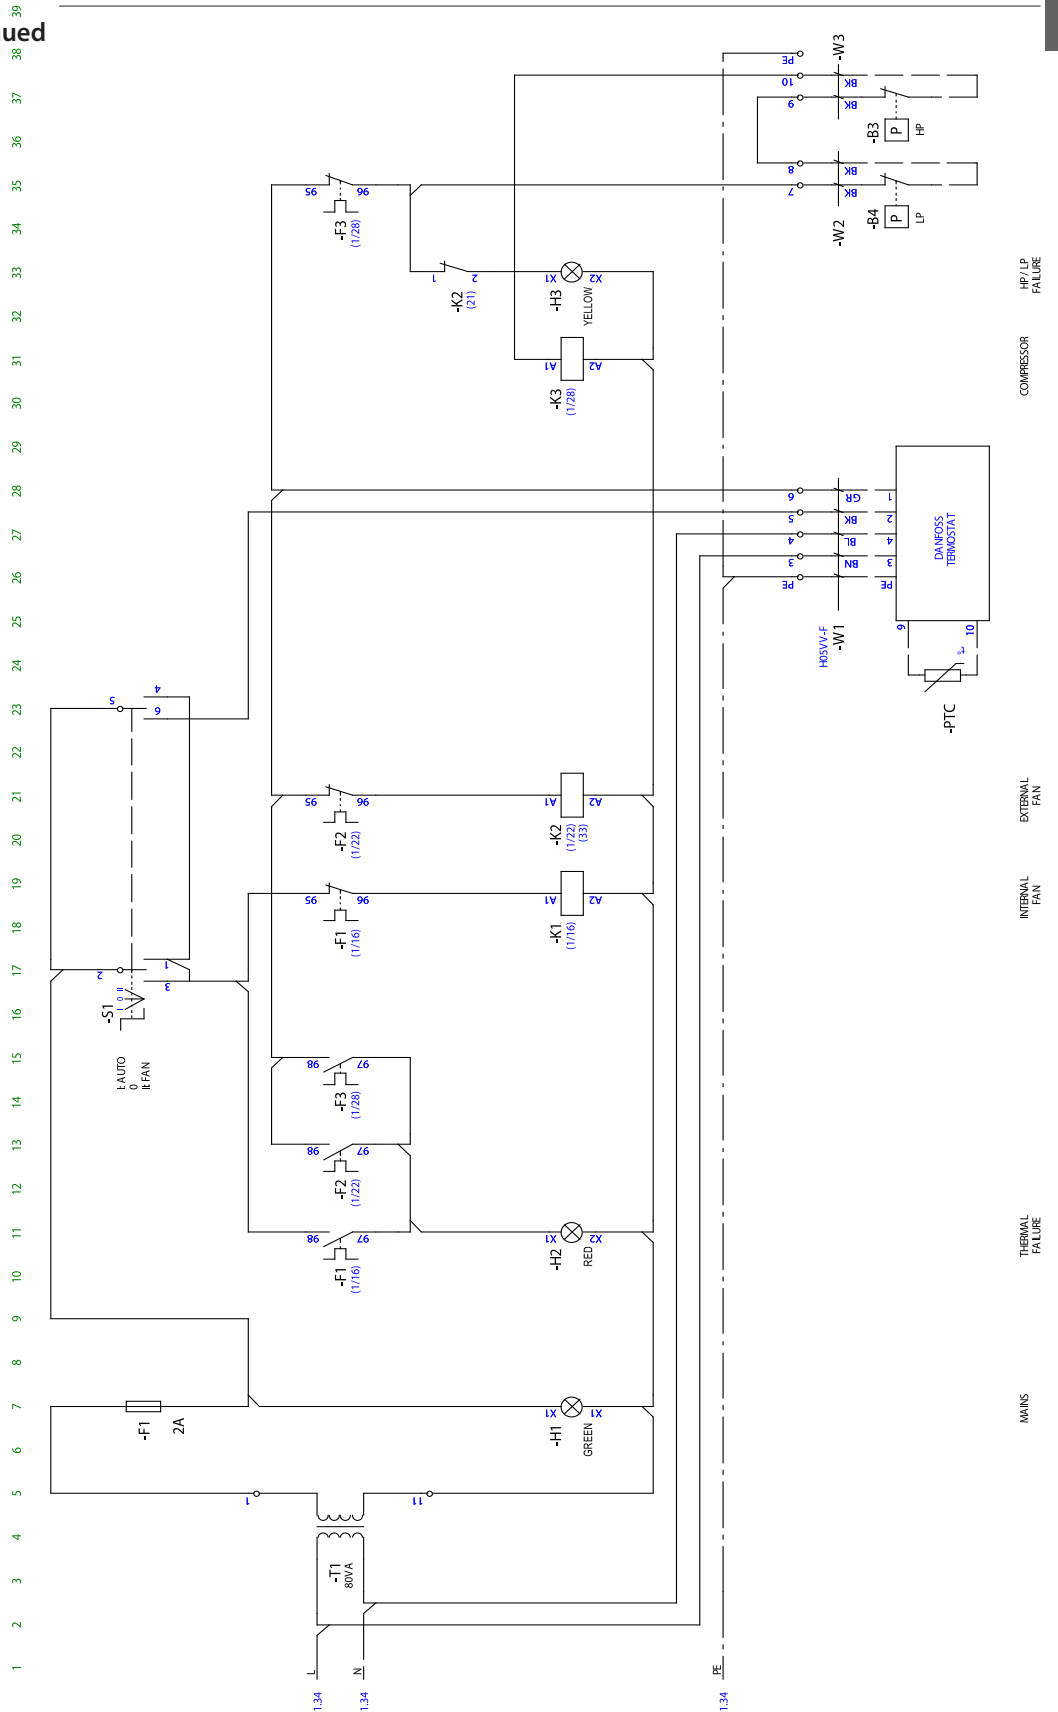 nued
39
38
37
36
35
34
33
32
31
30
29
28
27
26
25
24
23
22
21
20
19
18
17
16
15
14
13
12
11
10
9
8
7
6
5
4
3
2
1
-W3
PE
10
BK
9
BK
-B3
P
HP
8
BK
7
BK
-W2
-B4
P
LP
95
96
-F3
(1/28)
1
2
-K2
(21)
X1
X2
-H3
YELLOW
HP / LP
FAILURE
A1
A2
-K3
(1/28)
COMPRESSOR
6
GR
1
5
BK
2
4
BL
4
3
BN
3
PE
PE
DANFOSS
TERMOSTAT
H05VV-F
-W1
9
10
t°
-PTC
5
4
6
95
96
-F2
(1/22)
A1
A2
-K2
(1/22)
(33)
EXTERNAL
FAN
95
96
-F1
(1/16)
A1
A2
-K1
(1/16)
INTERNAL
FAN
2
1
3
-S1
I 0 II
I: AUTO
0
II: FAN
98
97
-F3
(1/28)
98
97
-F2
(1/22)
98
97
-F1
(1/16)
X1
X2
-H2
RED
THERMAL
FAILURE
-F1
2A
X1
X1
-H1
GREEN
MAINS
1
11
-T1
80VA
L
N
PE
1.34
1.34
1.34